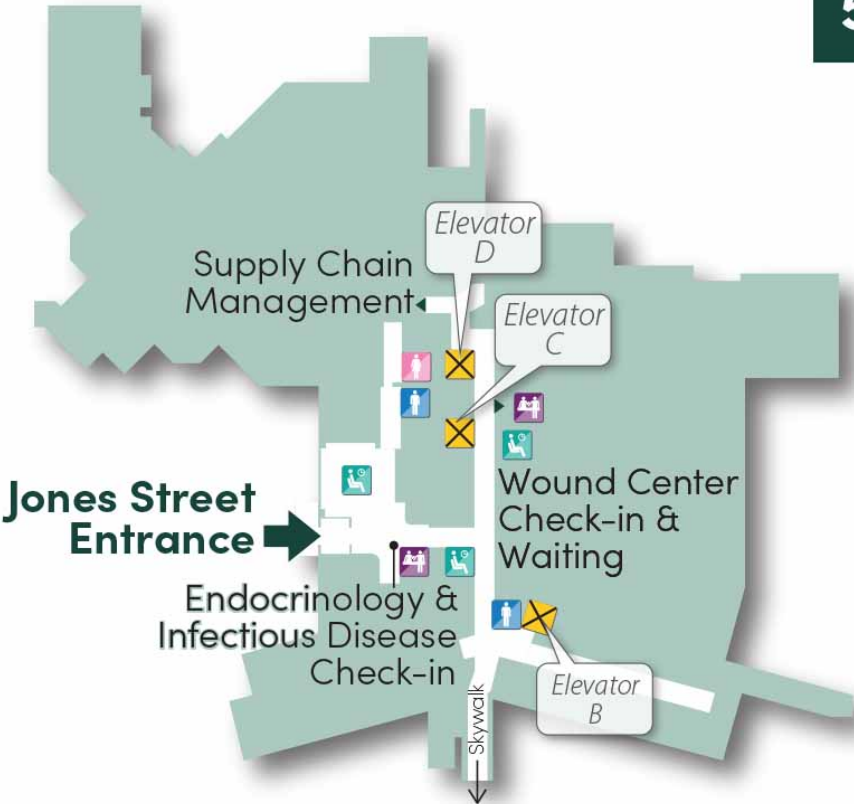 5
Elevator
D
Supply Chain
Management
Elevator
C
Jones Street
Entrance
Wound Center
Check-in &
Waiting
Endocrinology &
Infectious Disease
Check-in
Elevator
B
Skywalk